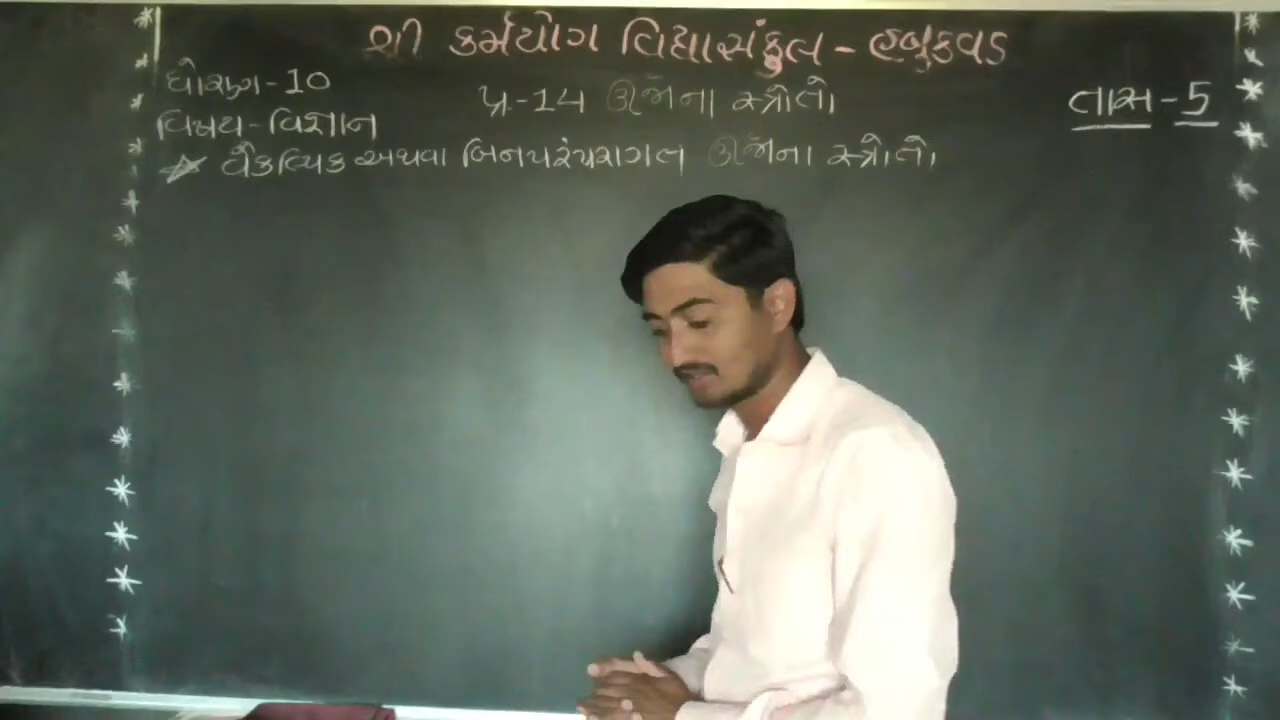 શ્રી કર્મયોગ વિદ્યાસંકુલ - હબુકવડ
ધોરણ - 10
પ્ર.-14 ઊર્જાના સ્ત્રોતો
તાસ - 5
વિષય - વિજ્ઞાન
વૈકલ્પિક અથવા બિનપરંપરાગત ઊર્જાના સ્ત્રોતો